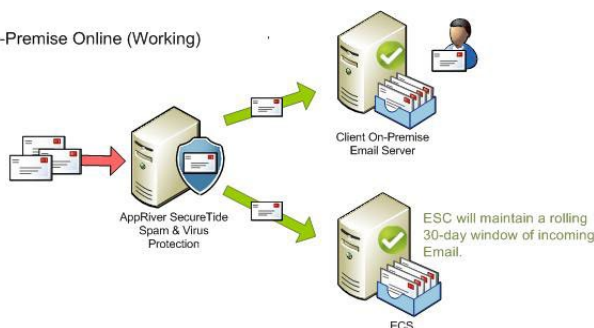 -Premise Online (Working)
Client On-Premise
Email Server
AppRiver SecureTide
Spam & Virus
Protection
ESC will maintain a rolling
30-day window of incoming
Email.
ECS